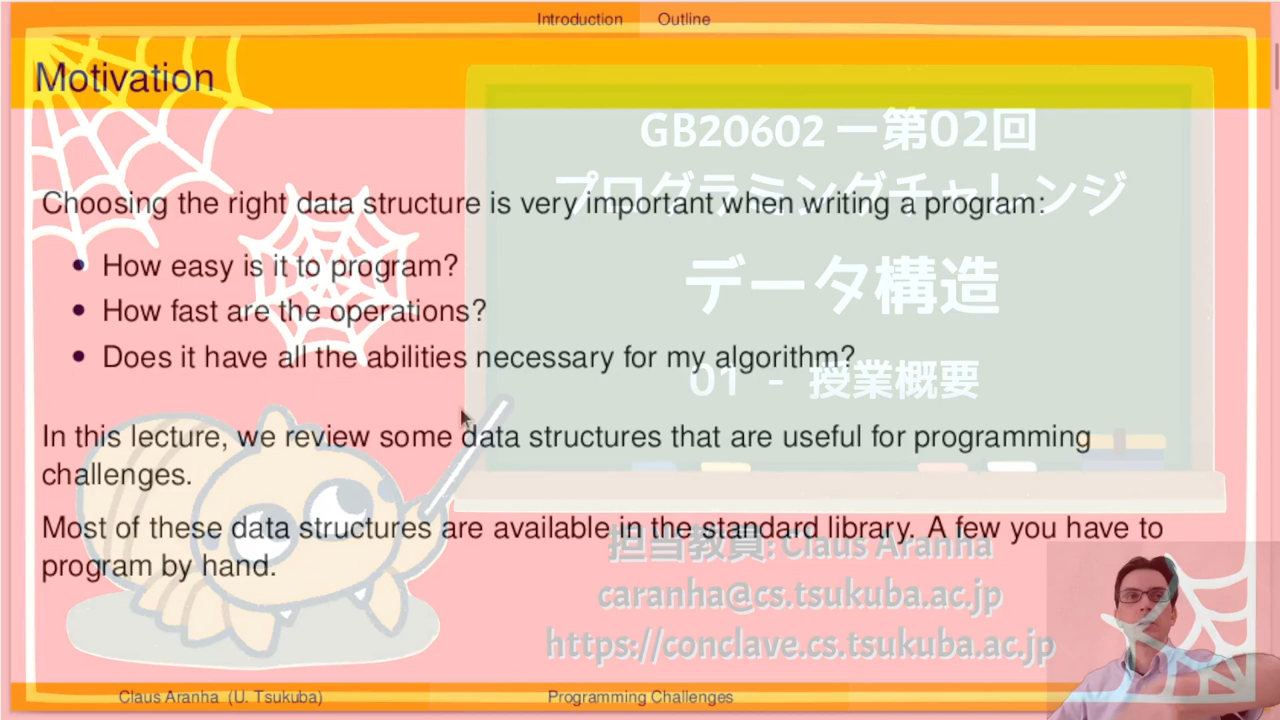 Introduction Outline
Motivation
GB20602 ー第02回
プログラミングチャレンジ
Choosing the right data structure is very important when writing a program:
• How easy is it to program?
データ構造
• How fast are the operations?
• Does it have all the abilities necessary for my algorithm?
01 - 授業概要
In this lecture, we review some data structures that are useful for programming
challenges.
Most of these data structures are available in the standard library. A few you have to
担当教員: Claus Aranha
program by hand.
caranha@cs.tsukuba.ac.jp
https://conclave.cs.tsukuba.ac.jp
Claus Aranha (U. Tsukuba) Programming Challenges